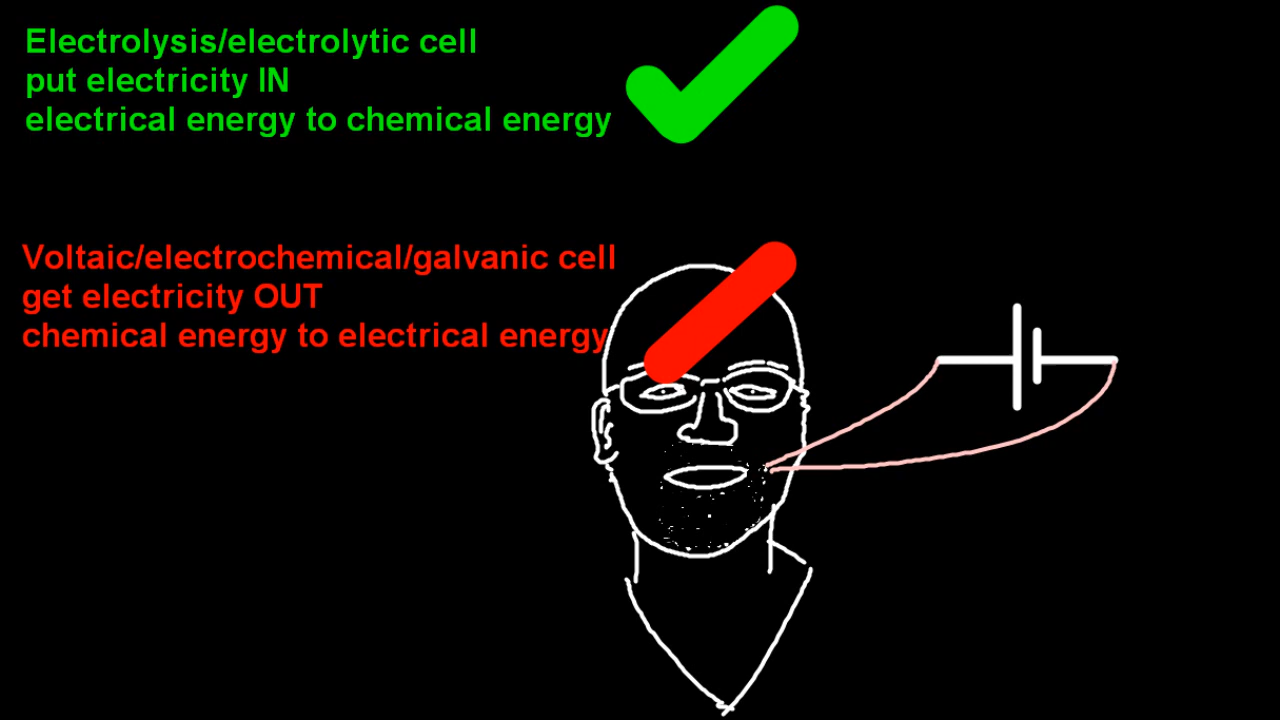 Electrolysis/electrolytic cell
put electricity IN
electrical energy to chemical energy
Voltaic/electrochemical/galvanic cell
get electricity OUT
chemical energy to electrical energy